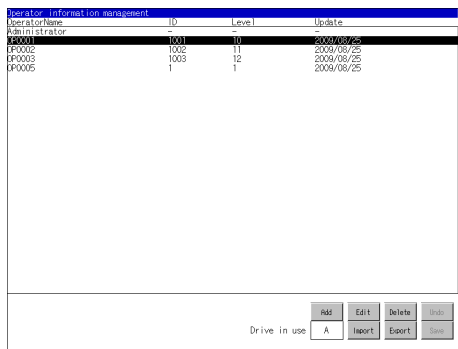 Operator information management
OperatorName ID Level Update
Administrator - - -
OP0001 1001 10 2009/08/25
OP0002 1002 11 2009/08/25
OP0003 1003 12 2009/08/25
OP0005 1 1 2009/08/25
Add Edit Delete Undo
Drive in use A Import Export Save